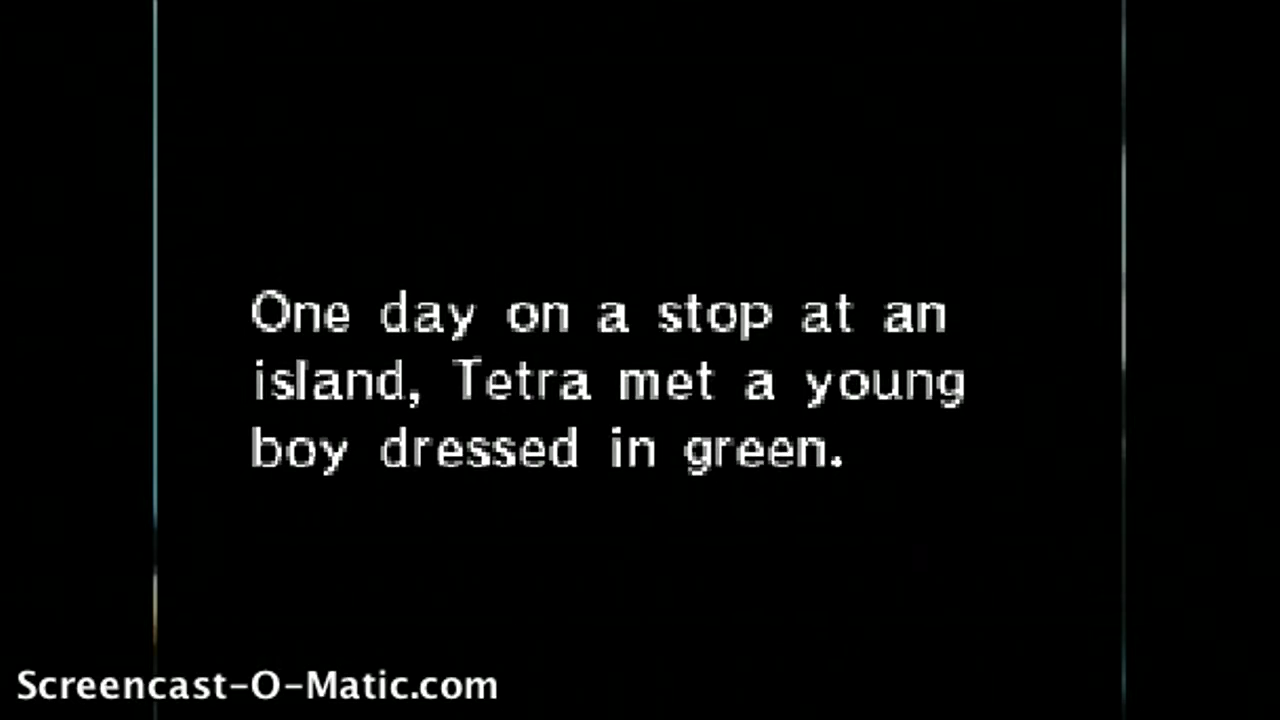 One day on a stop at an
island, Tetra met a young
boy dressed in green.
Screencast-O-Matic.com